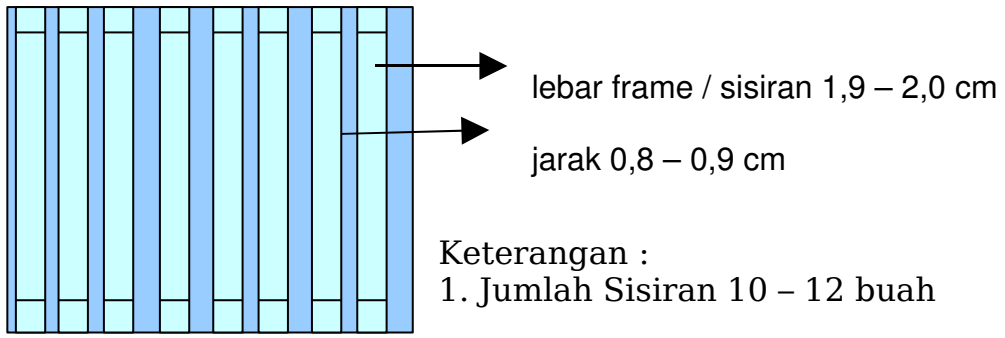 lebar frame / sisiran 1,9 – 2,0 cm
jarak 0,8 – 0,9 cm
Keterangan :
1. Jumlah Sisiran 10 – 12 buah